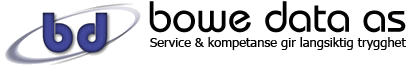 bd
bowe data as
Service & kompetanse gir langsiktig trygghet